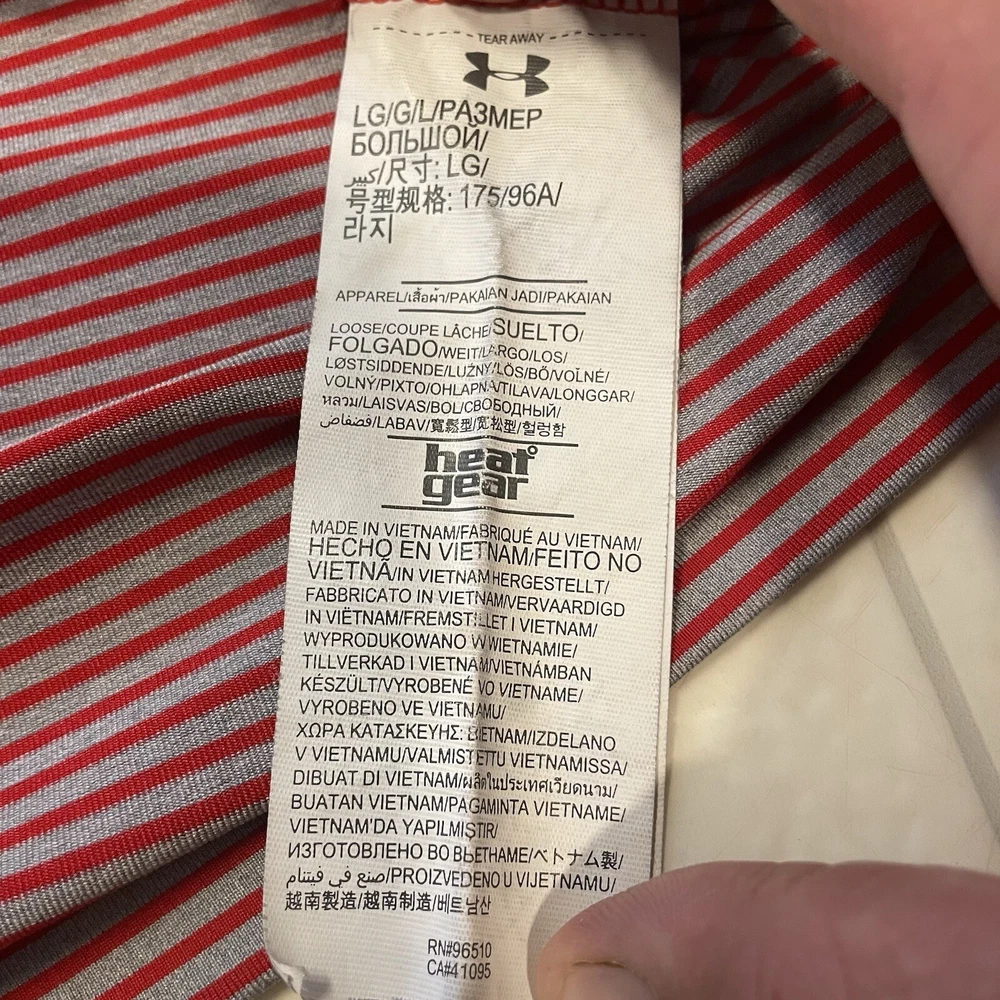 TEAR AWAY
LG/G/L/РАЗМЕР
БОЛЬШОЙ/
كبير/尺寸: LG/
号型规格: 175/96A/
라지
APPAREL/เสื้อผ้า/PAKAIAN JADI/PAKAIAN
LOOSE/COUPE LÂCHE/SUELTO/
FOLGADO/WEIT/LARGO/LOS/
LØSTSIDDENDE/LUŹNY/LÖS/BŐ/VOĽNÉ/
VOLNÝ/ΡΙΧΤΟ/OHLAPNA/TILAVA/LONGGAR/
หลวม/LAISVAS/BOL/СВОБОДНЫЙ/
فضفاض/LABAV/寬鬆型/宽松型/헐렁함
heat
gear
MADE IN VIETNAM/FABRIQUÉ AU VIETNAM/
HECHO EN VIETNAM/FEITO NO
VIETNÃ/IN VIETNAM HERGESTELLT/
FABBRICATO IN VIETNAM/VERVAARDIGD
IN VIËTNAM/FREMSTILLET I VIETNAM/
WYPRODUKOWANO W WIETNAMIE/
TILLVERKAD I VIETNAM/VIETNÁMBAN
KÉSZÜLT/VYROBENÉ VO VIETNAME/
VYROBENO VE VIETNAMU/
ΧΩΡΑ ΚΑΤΑΣΚΕΥΗΣ: ΒΙΕΤΝΑΜ/IZDELANO
V VIETNAMU/VALMISTETTU VIETNAMISSA/
DIBUAT DI VIETNAM/ผลิตในประเทศเวียดนาม/
BUATAN VIETNAM/PAGAMINTA VIETNAME/
VIETNAM'DA YAPILMIŞTIR/
ИЗГОТОВЛЕНО ВО ВЬЕТНАМЕ/ベトナム製/
صنع في فيتنام/PROIZVEDENO U VIJETNAMU/
越南製造/越南制造/베트남산
RN#96510
CA#41095